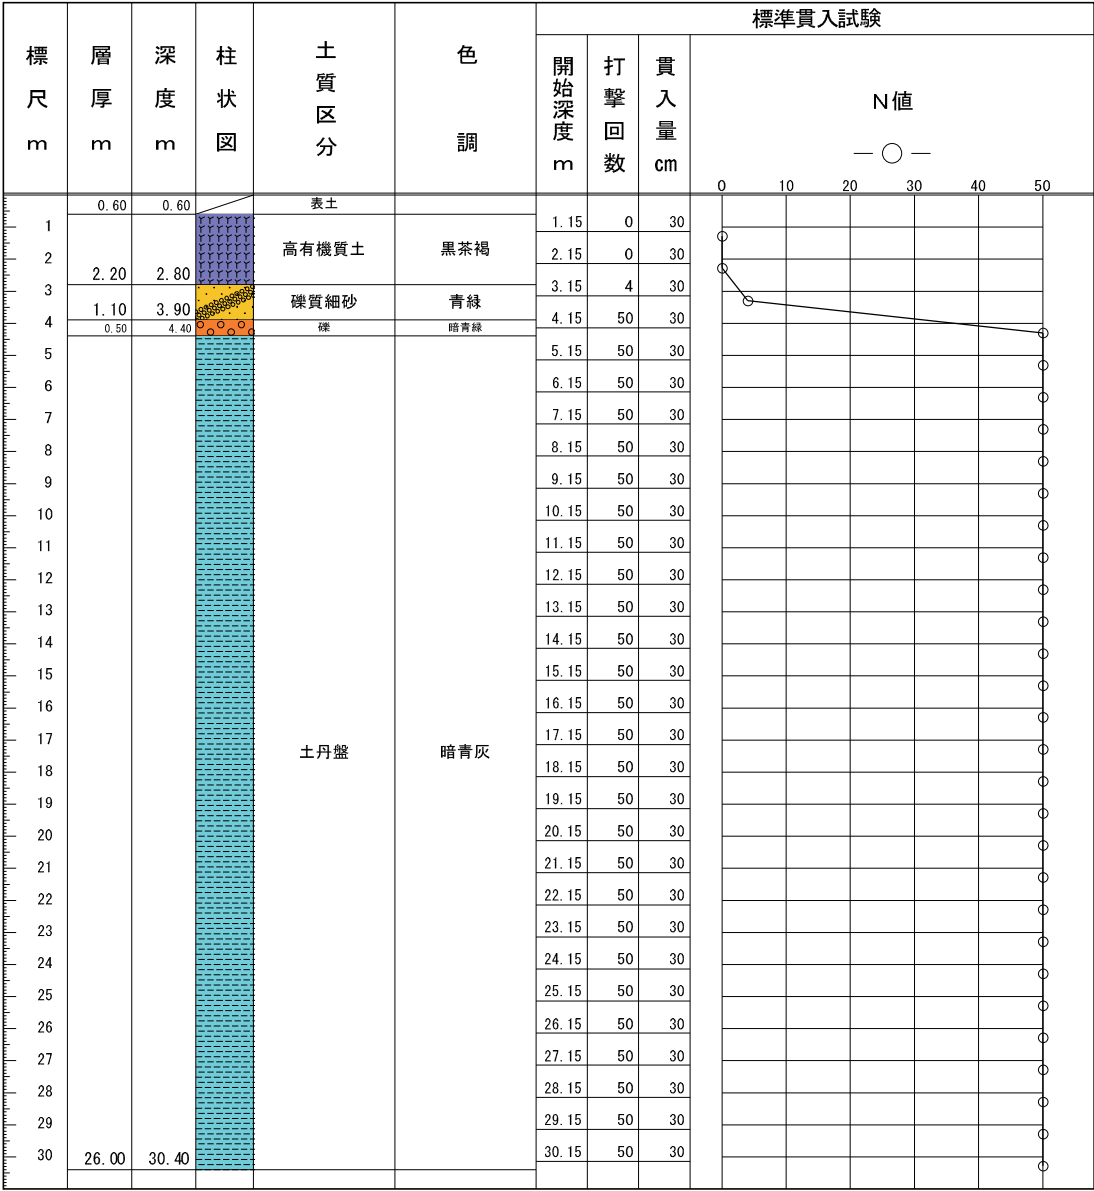 標尺 m
層厚 m
深度 m
柱状図
土質区分
色調
標準貫入試験
開始深度 m
打撃回数
貫入量 cm
N値
0 10 20 30 40 50
0.60 0.60 表土
1 1.15 0 30
2.20 2.80 高有機質土 黒茶褐
2 2.15 0 30
3 3.15 4 30
1.10 3.90 礫質細砂 青緑
4 4.15 50 30
0.50 4.40 礫 暗青緑
5 5.15 50 30
6 6.15 50 30
7 7.15 50 30
8 8.15 50 30
9 9.15 50 30
10 10.15 50 30
11 11.15 50 30
12 12.15 50 30
13 13.15 50 30
14 14.15 50 30
15 15.15 50 30
16 16.15 50 30
17 17.15 50 30
土丹盤 暗青灰
18 18.15 50 30
19 19.15 50 30
20 20.15 50 30
21 21.15 50 30
22 22.15 50 30
23 23.15 50 30
24 24.15 50 30
25 25.15 50 30
26 26.15 50 30
27 27.15 50 30
28 28.15 50 30
29 29.15 50 30
30 30.15 50 30
26.00 30.40